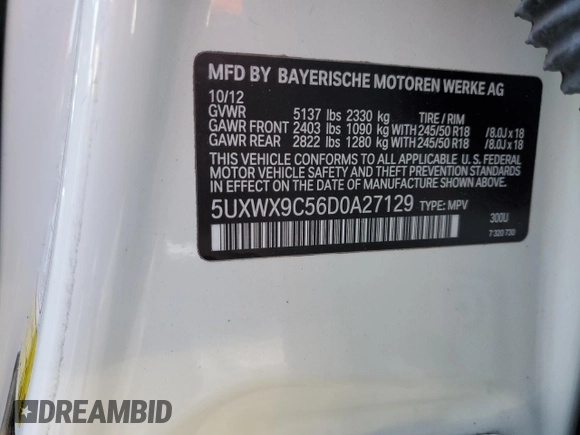 MFD BY BAYERISCHE MOTOREN WERKE AG
10/12
GVWR 5137 lbs 2330 kg TIRE / RIM
GAWR FRONT 2403 lbs 1090 kg WITH 245/50 R18 /8.0J x 18
GAWR REAR 2822 lbs 1280 kg WITH 245/50 R18 /8.0J x 18
THIS VEHICLE CONFORMS TO ALL APPLICABLE U. S. FEDERAL
MOTOR VEHICLE SAFETY, BUMPER, AND THEFT PREVENTION STANDARDS
IN EFFECT ON THE DATE OF MANUFACTURE SHOWN ABOVE.
5UXWX9C56D0A27129 TYPE: MPV
300U
7 320 730
DREAMBID